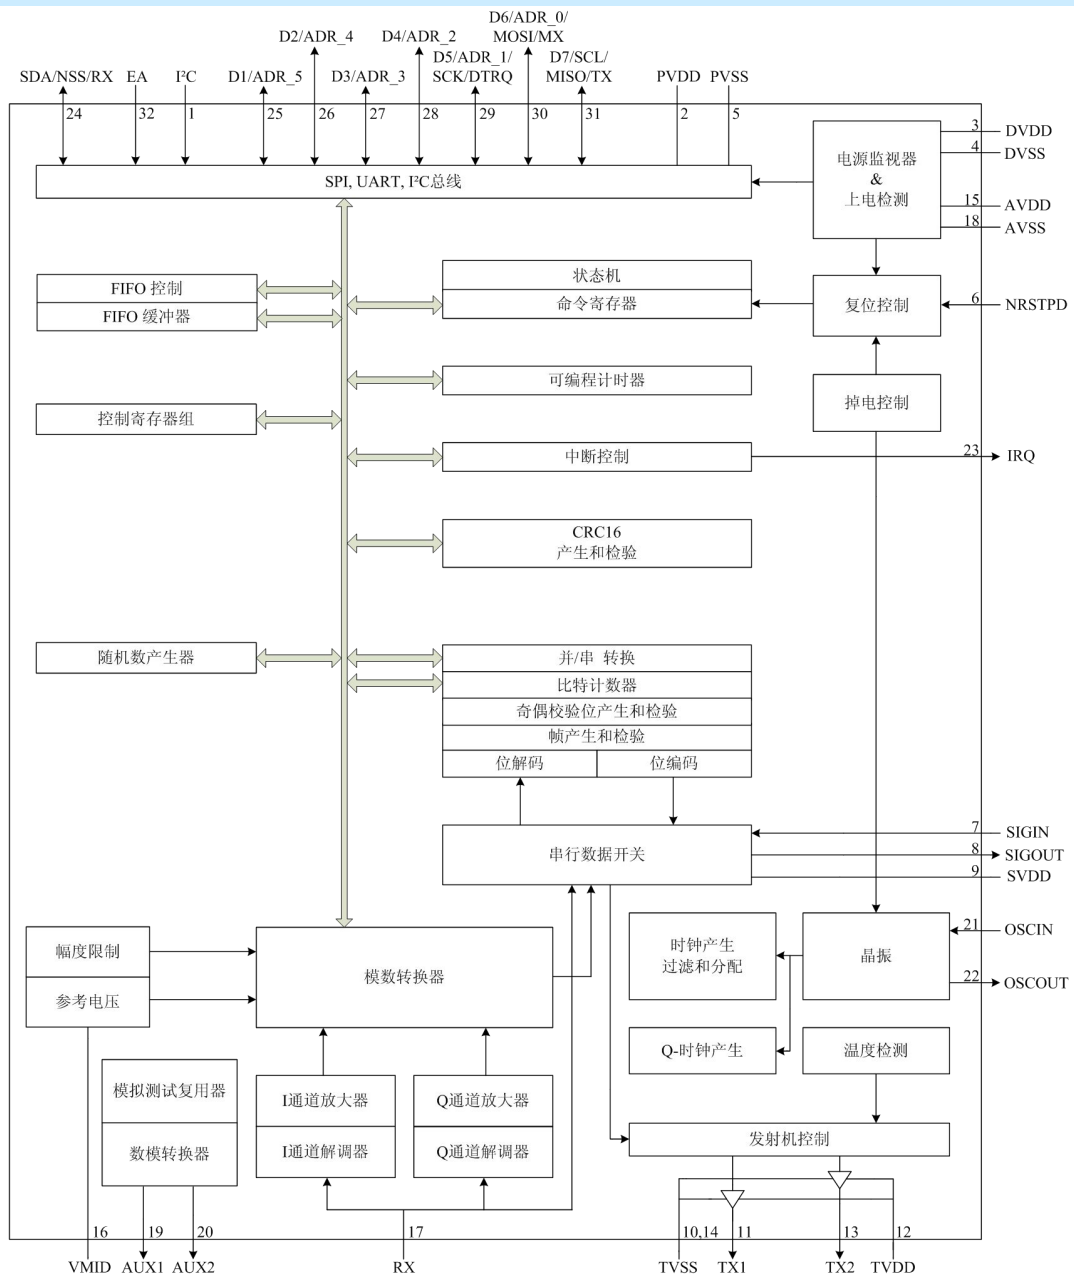 D6/ADR_0/
MOSI/MX
D2/ADR_4
D4/ADR_2
D5/ADR_1/
SCK/DTRQ
D7/SCL/
MISO/TX
SDA/NSS/RX
EA
I²C
D1/ADR_5
D3/ADR_3
PVDD
PVSS
24
32
1
25
26
27
28
29
30
31
2
5
3
DVDD
4
DVSS
电源监视器
&
上电检测
15
AVDD
18
AVSS
SPI, UART, I²C总线
FIFO 控制
FIFO 缓冲器
状态机
命令寄存器
复位控制
6
NRSTPD
可编程计时器
掉电控制
控制寄存器组
中断控制
23
IRQ
CRC16
产生和检验
随机数产生器
并/串 转换
比特计数器
奇偶校验位产生和检验
帧产生和检验
位解码
位编码
串行数据开关
7
SIGIN
8
SIGOUT
9
SVDD
幅度限制
参考电压
模数转换器
时钟产生
过滤和分配
晶振
21
OSCIN
22
OSCOUT
Q-时钟产生
温度检测
模拟测试复用器
数模转换器
I通道放大器
I通道解调器
Q通道放大器
Q通道解调器
发射机控制
16
19
20
17
10,14
11
13
12
VMID
AUX1
AUX2
RX
TVSS
TX1
TX2
TVDD